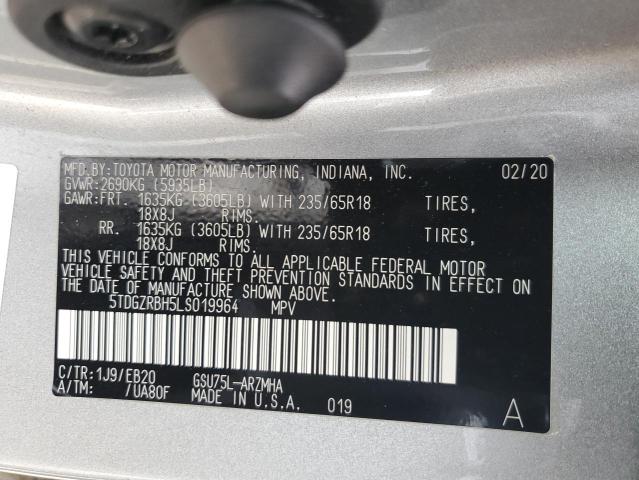 MFD.BY:TOYOTA MOTOR MANUFACTURING, INDIANA, INC. 02/20
GVWR:2690KG (5935LB)
GAWR:FRT. 1635KG (3605LB) WITH 235/65R18 TIRES,
18X8J RIMS.
RR. 1635KG (3605LB) WITH 235/65R18 TIRES,
18X8J RIMS.
THIS VEHICLE CONFORMS TO ALL APPLICABLE FEDERAL MOTOR
VEHICLE SAFETY AND THEFT PREVENTION STANDARDS IN EFFECT ON
THE DATE OF MANUFACTURE SHOWN ABOVE.
5TDGZRBH5LS019964 MPV
C/TR:1J9/EB20 GSU75L-ARZMHA
A/TM: /UA80F MADE IN U.S.A. 019 A